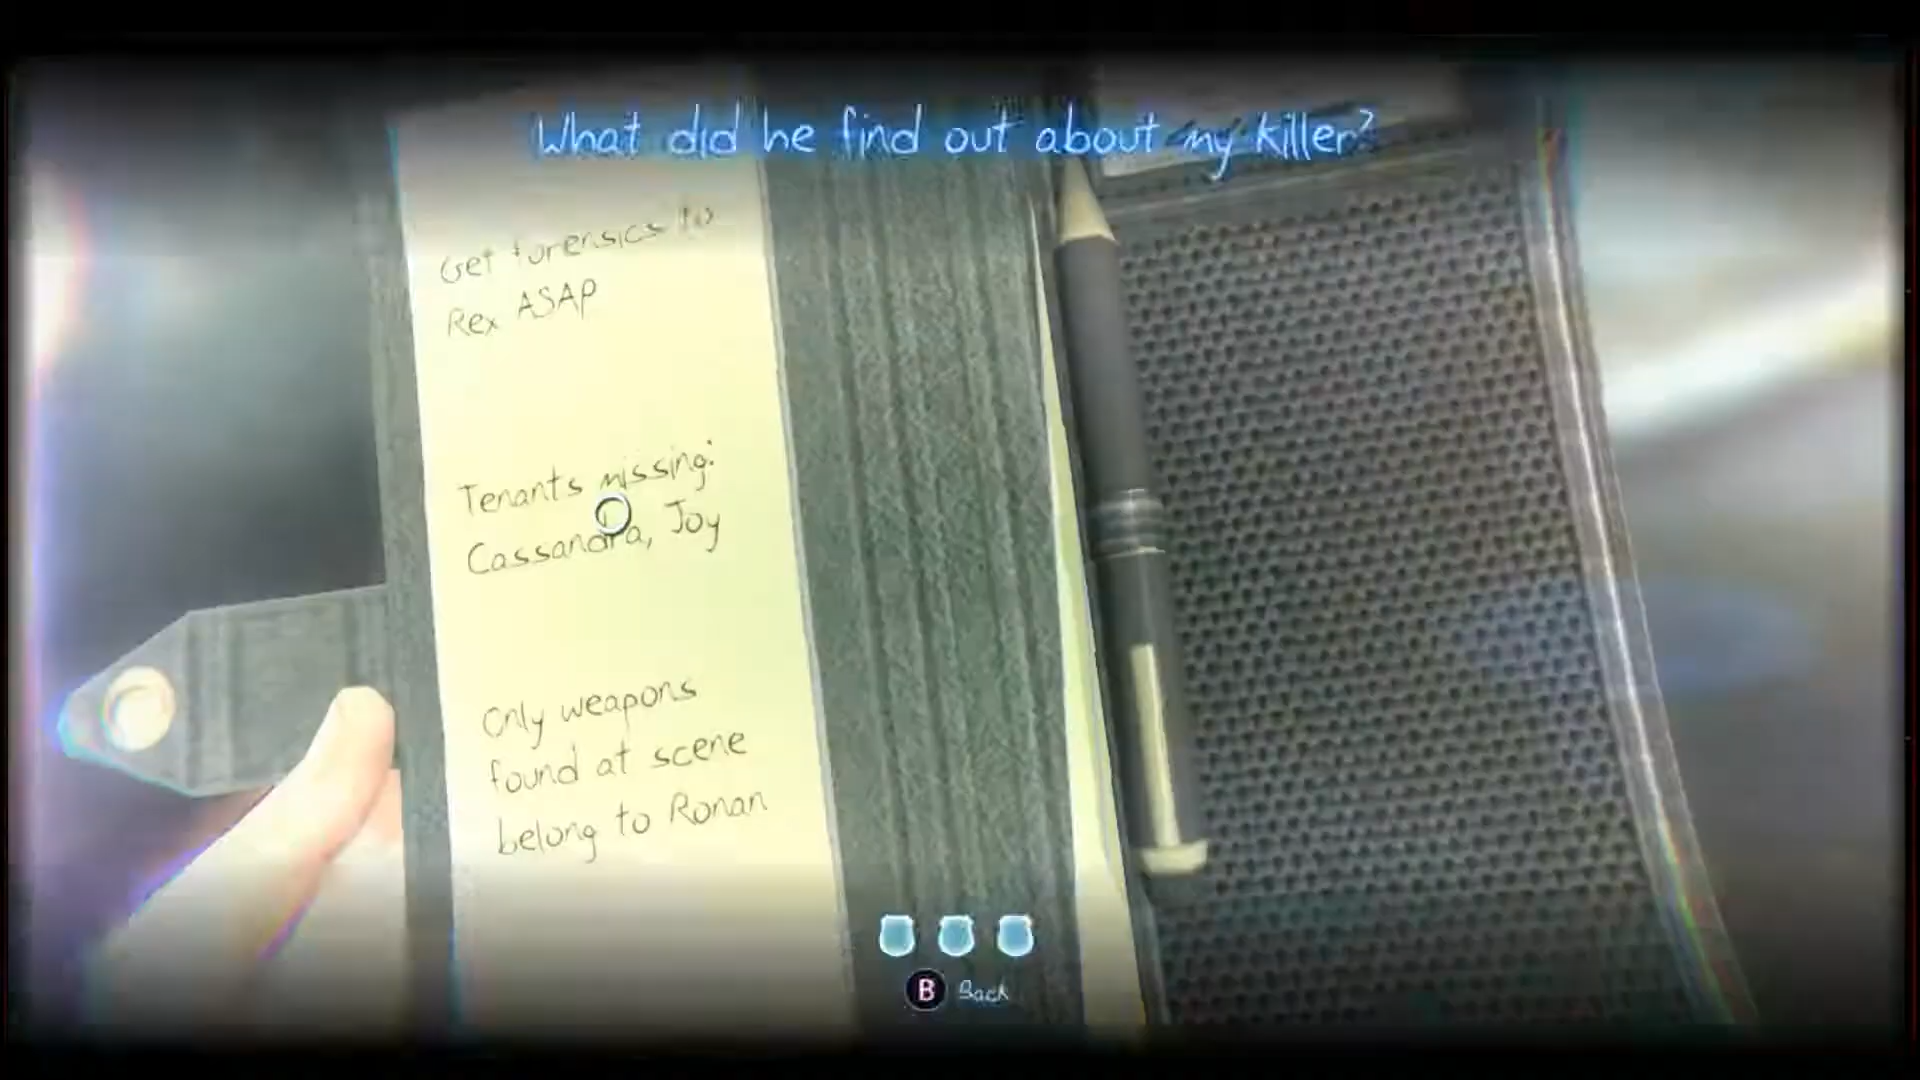 What did he find out about my killer?
Get forensics to
Rex ASAP
Tenants missing:
Cassandra, Joy
Only weapons
found at scene
belong to Ronan
B Back